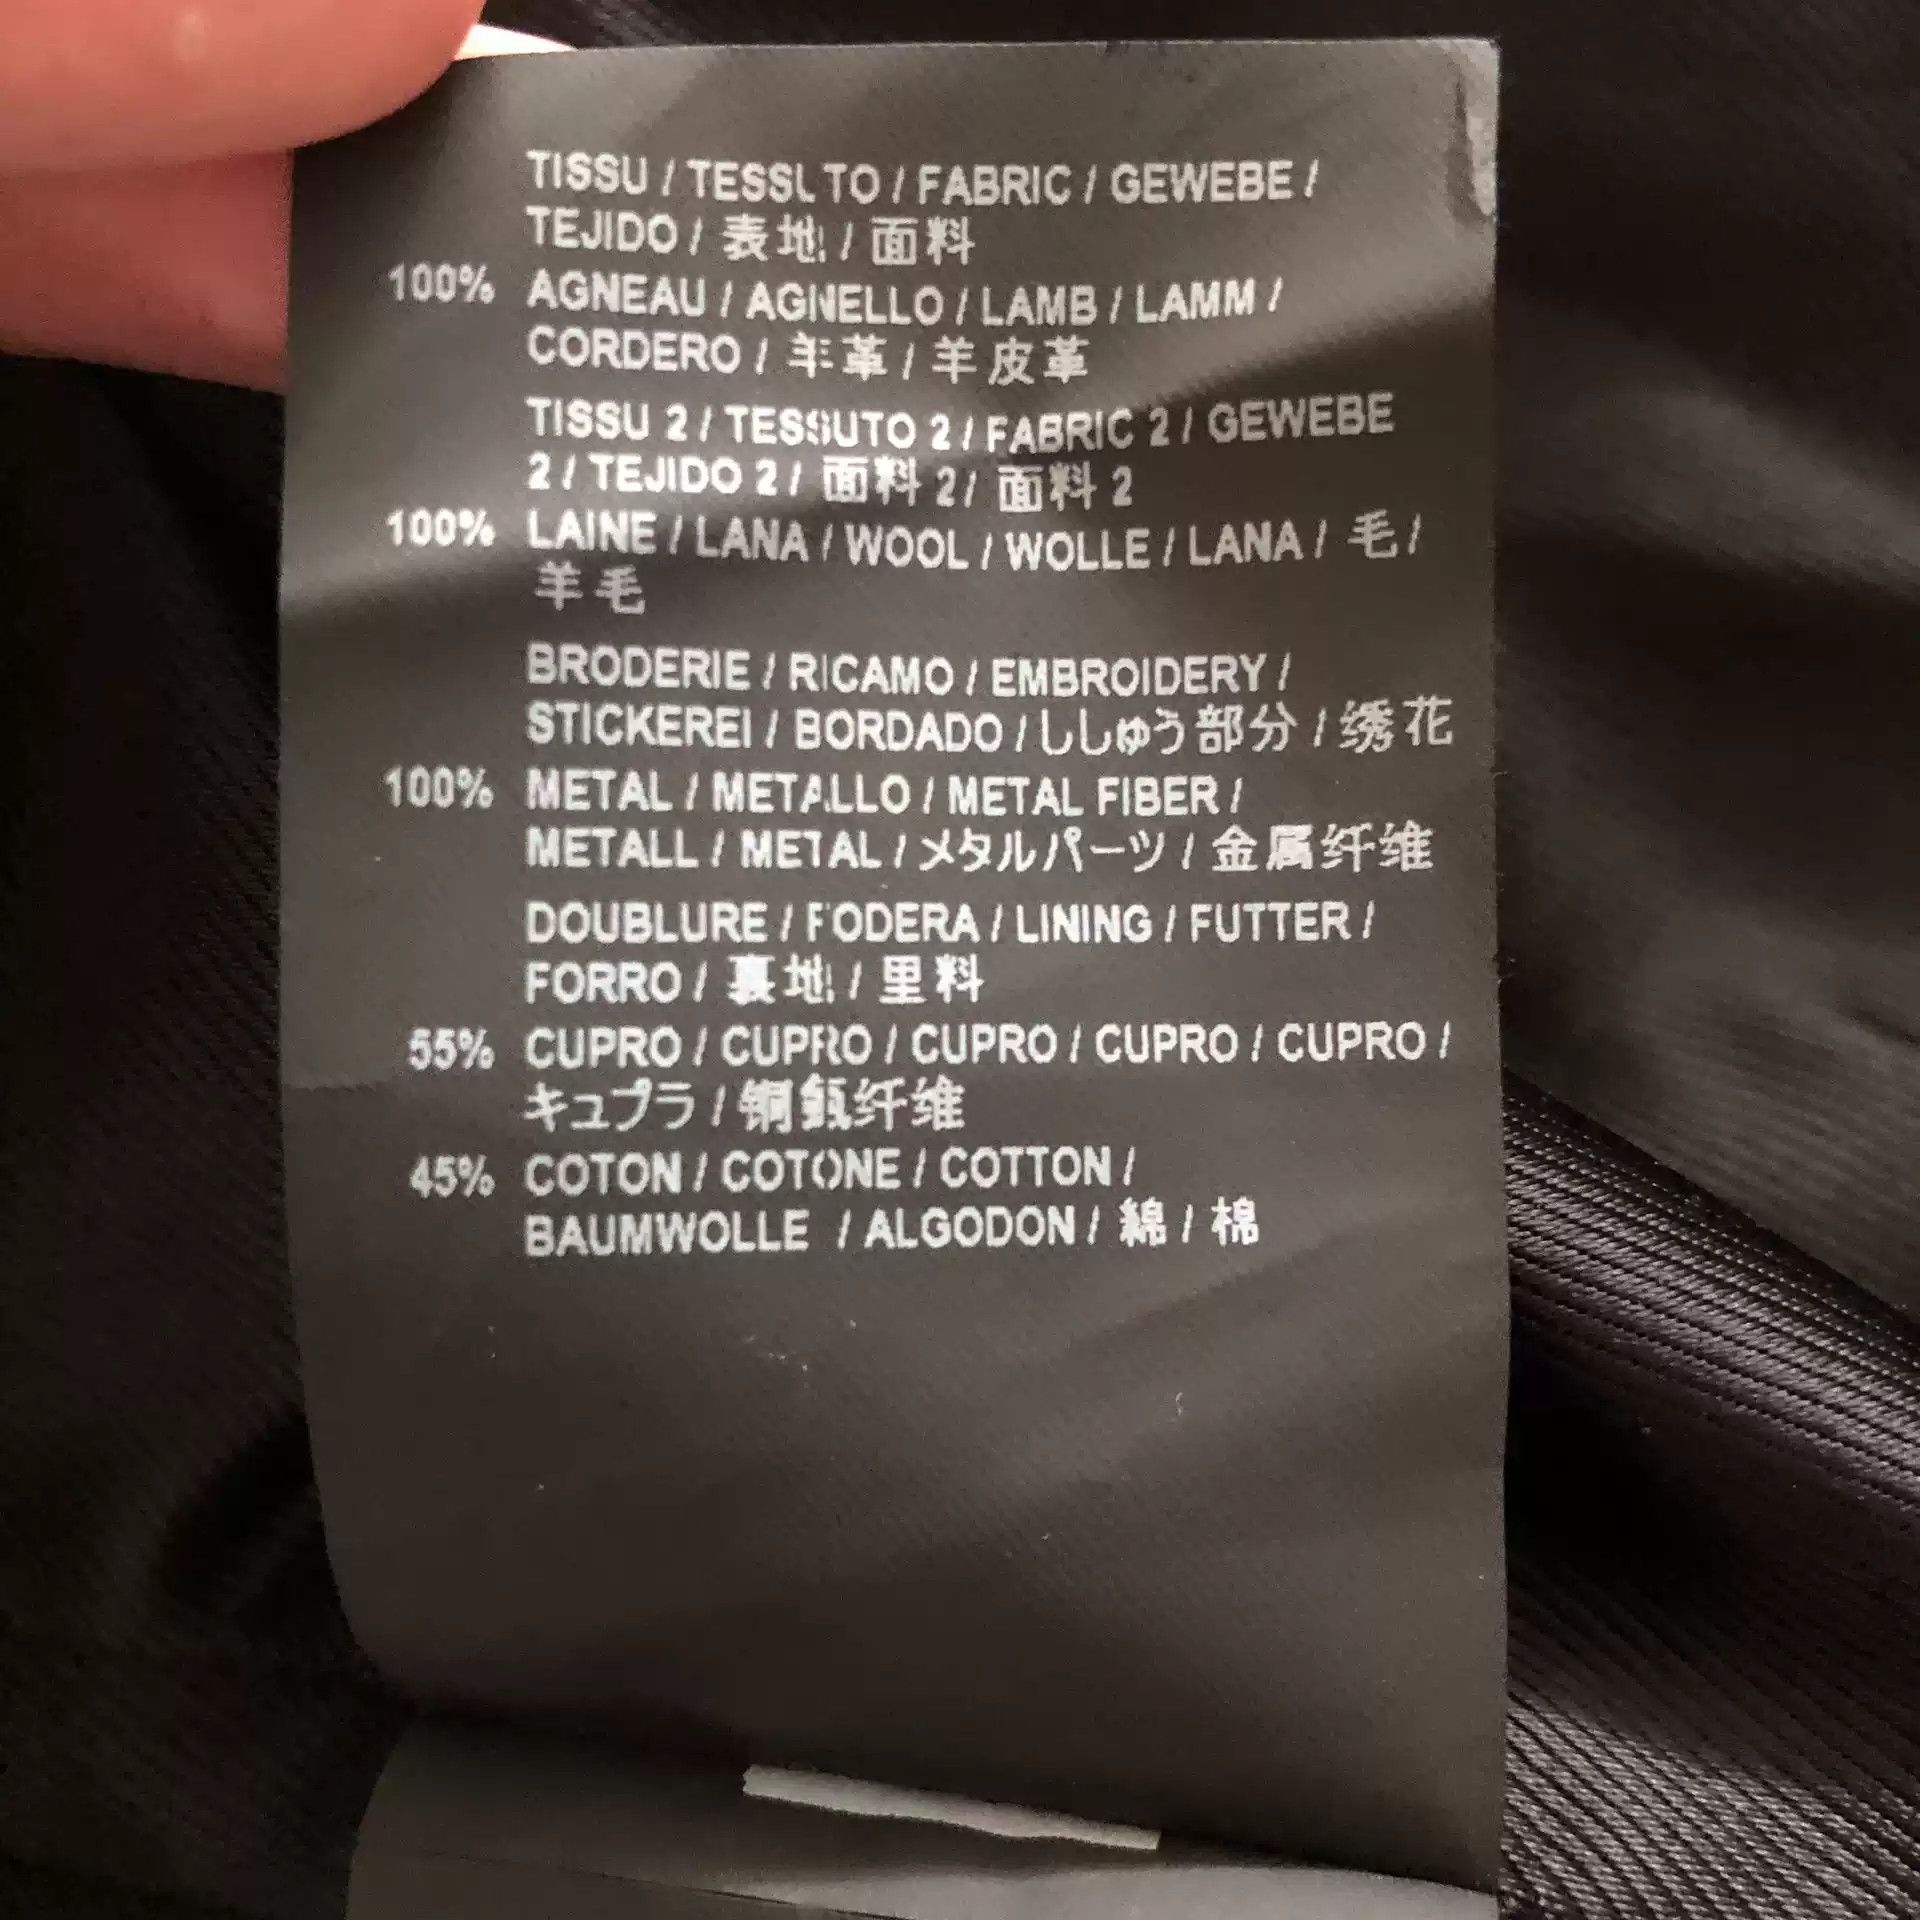 TISSU / TESSUTO / FABRIC / GEWEBE /
TEJIDO / 表地 / 面料
100% AGNEAU / AGNELLO / LAMB / LAMM /
CORDERO / 羊革 / 羊皮革
TISSU 2 / TESSUTO 2 / FABRIC 2 / GEWEBE
2 / TEJIDO 2 / 面料 2 / 面料 2
100% LAINE / LANA / WOOL / WOLLE / LANA / 毛 /
羊毛
BRODERIE / RICAMO / EMBROIDERY /
STICKEREI / BORDADO / ししゅう部分 / 绣花
100% METAL / METALLO / METAL FIBER /
METALL / METAL / メタルパーツ / 金属纤维
DOUBLURE / FODERA / LINING / FUTTER /
FORRO / 裏地 / 里料
55% CUPRO / CUPRO / CUPRO / CUPRO / CUPRO /
キュプラ / 铜氨纤维
45% COTON / COTONE / COTTON /
BAUMWOLLE / ALGODON / 綿 / 棉